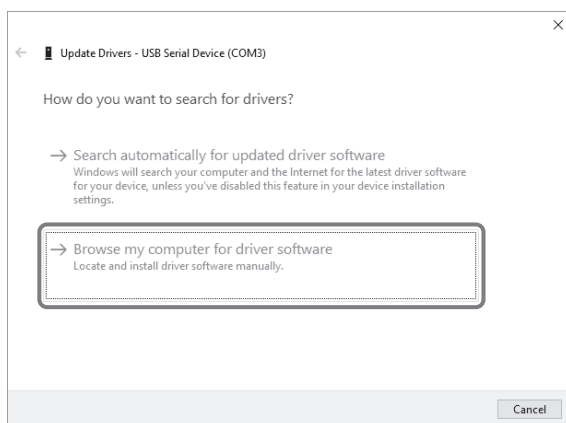 Update Drivers - USB Serial Device (COM3)
How do you want to search for drivers?
Search automatically for updated driver software
Windows will search your computer and the Internet for the latest driver software
for your device, unless you've disabled this feature in your device installation
settings.
Browse my computer for driver software
Locate and install driver software manually.
Cancel